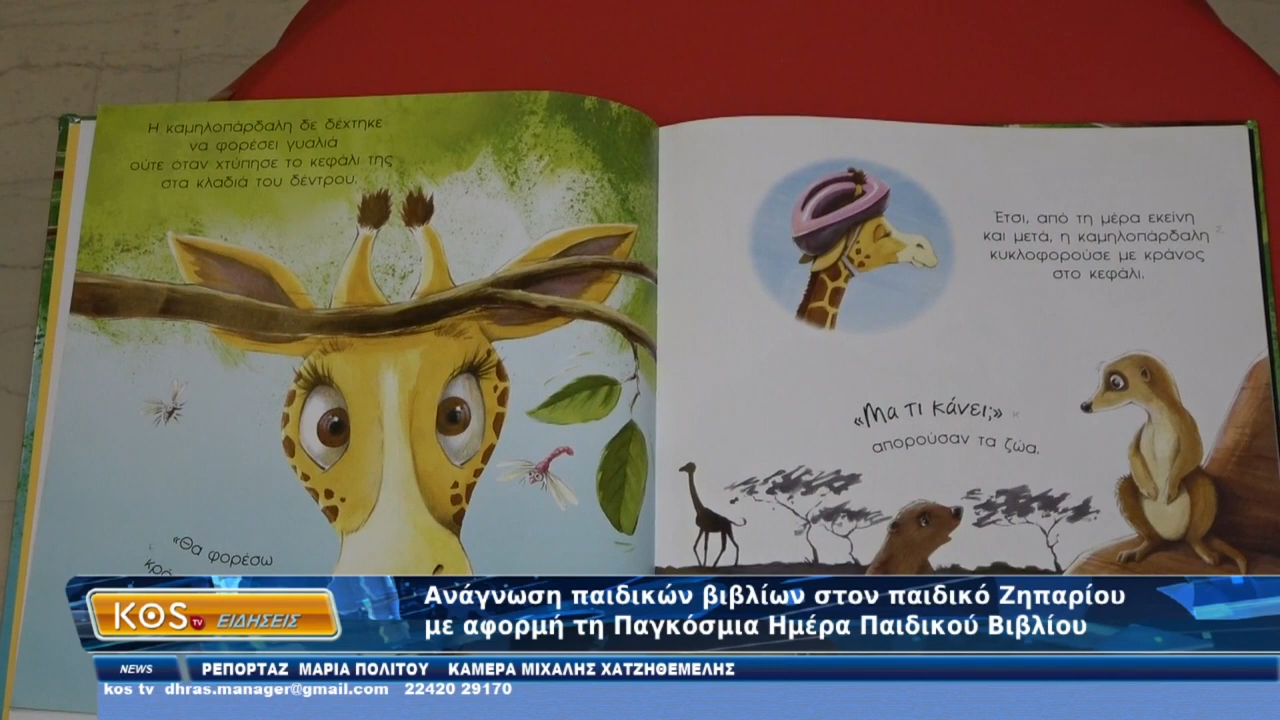 Η καμηλοπάρδαλη δε δέχτηκε
να φορέσει γυαλιά
ούτε όταν χτύπησε το κεφάλι της
στα κλαδιά του δέντρου.
«Θα φορέσω
Έτσι, από τη μέρα εκείνη
και μετά, η καμηλοπάρδαλη
κυκλοφορούσε με κράνος
στο κεφάλι.
«Μα τι κάνει;»
απορούσαν τα ζώα.
KOS TV ΕΙΔΗΣΕΙΣ
Ανάγνωση παιδικών βιβλίων στον παιδικό Ζηπαρίου
με αφορμή τη Παγκόσμια Ημέρα Παιδικού Βιβλίου
NEWS ΡΕΠΟΡΤΑΖ ΜΑΡΙΑ ΠΟΛΙΤΟΥ ΚΑΜΕΡΑ ΜΙΧΑΛΗΣ ΧΑΤΖΗΘΕΜΕΛΗΣ
kos tv dhras.manager@gmail.com 22420 29170